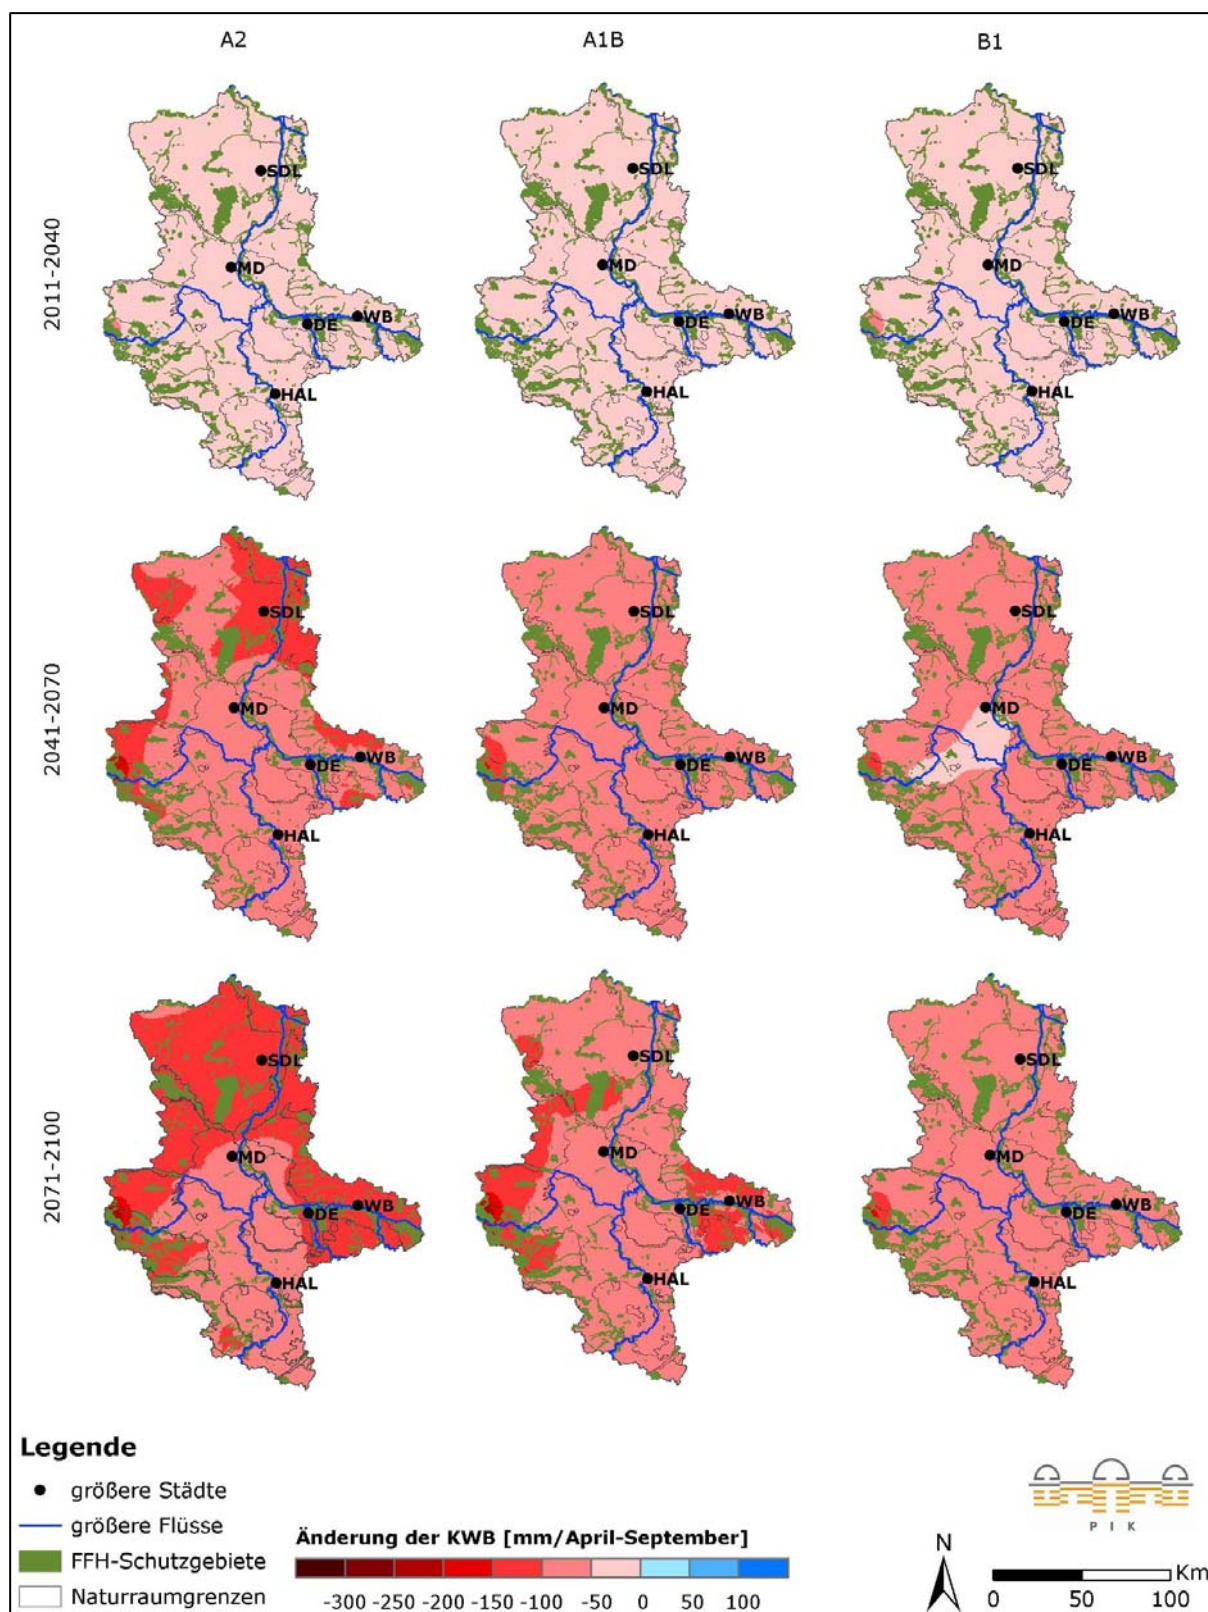 A2 A1B B1
2011-2040
SDL
MD
DE
WB
HAL
SDL
MD
DE
WB
HAL
SDL
MD
DE
WB
HAL
2041-2070
SDL
MD
DE
WB
HAL
SDL
MD
DE
WB
HAL
SDL
MD
DE
WB
HAL
2071-2100
SDL
MD
DE
WB
HAL
SDL
MD
DE
WB
HAL
SDL
MD
DE
WB
HAL
Legende
größere Städte
größere Flüsse
FFH-Schutzgebiete
Naturraumgrenzen
Änderung der KWB [mm/April-September]
-300 -250 -200 -150 -100 -50 0 50 100
P I K
N
Km
0 50 100